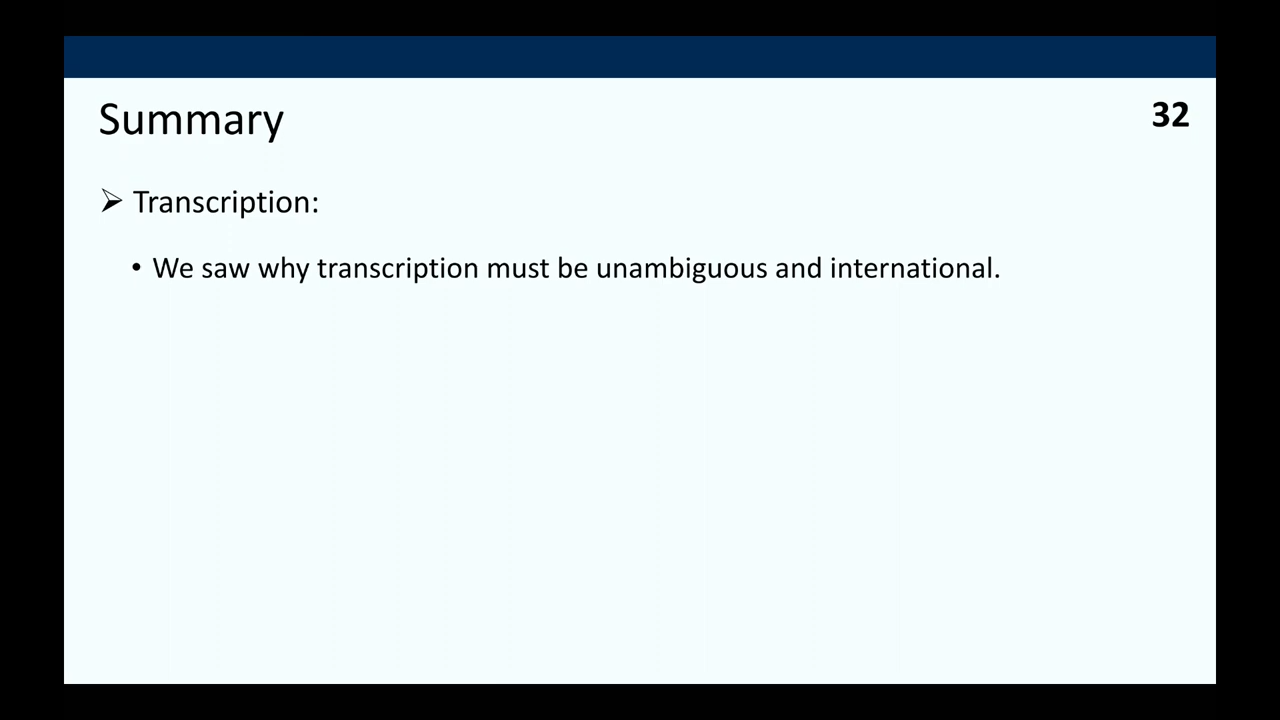 Summary
32
➢ Transcription:
• We saw why transcription must be unambiguous and international.